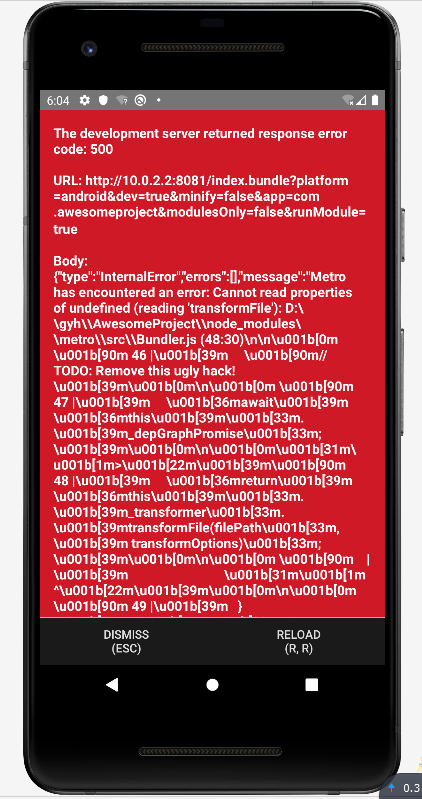 6:04
The development server returned response error
code: 500
URL: http://10.0.2.2:8081/index.bundle?platform
=android&dev=true&minify=false&app=com
.awesomeproject&modulesOnly=false&runModule=
true
Body:
{"type":"InternalError","errors":[],"message":"Metro
has encountered an error: Cannot read properties
of undefined (reading 'transformFile'): D:\
\gyh\\AwesomeProject\\node_modules\
\metro\\src\\Bundler.js (48:30)\n\n\u001b[0m
\u001b[90m 46 |\u001b[39m \u001b[90m//
TODO: Remove this ugly hack!
\u001b[39m\u001b[0m\n\u001b[0m \u001b[90m
47 |\u001b[39m \u001b[36mawait\u001b[39m
\u001b[36mthis\u001b[39m\u001b[33m.
\u001b[39m_depGraphPromise\u001b[33m;
\u001b[39m\u001b[0m\n\u001b[0m\u001b[31m\
u001b[1m>\u001b[22m\u001b[39m\u001b[90m
48 |\u001b[39m \u001b[36mreturn\u001b[39m
\u001b[36mthis\u001b[39m\u001b[33m.
\u001b[39m_transformer\u001b[33m.
\u001b[39mtransformFile(filePath\u001b[33m,
\u001b[39m transformOptions)\u001b[33m;
\u001b[39m\u001b[0m\n\u001b[0m \u001b[90m |
\u001b[39m \u001b[31m\u001b[1m
^\u001b[22m\u001b[39m\u001b[0m\n\u001b[0m
\u001b[90m 49 |\u001b[39m }
DISMISS
(ESC)
RELOAD
(R, R)
0.3